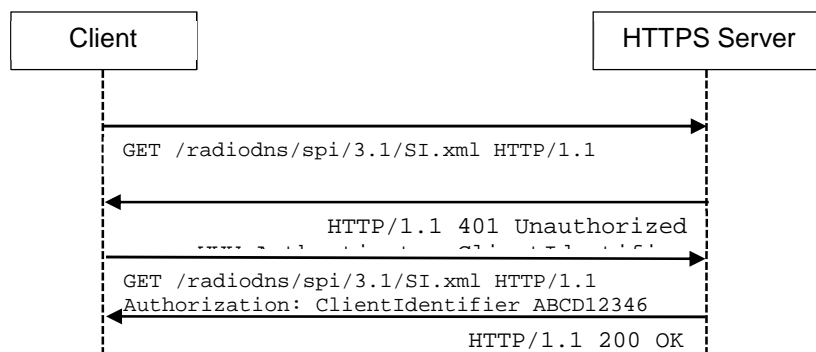 Client
HTTPS Server
GET /radiodns/spi/3.1/SI.xml HTTP/1.1
HTTP/1.1 401 Unauthorized
GET /radiodns/spi/3.1/SI.xml HTTP/1.1
Authorization: ClientIdentifier ABCD12346
HTTP/1.1 200 OK